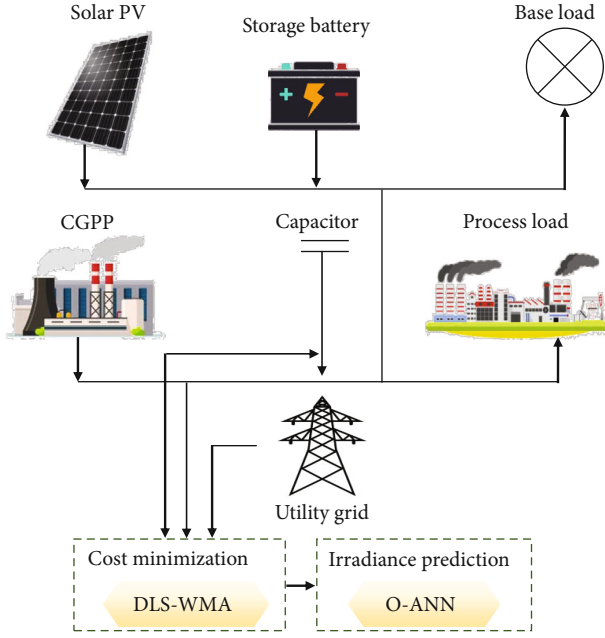 Solar PV
Storage battery
Base load
CGPP
Capacitor
Process load
Utility grid
Cost minimization
DLS-WMA
Irradiance prediction
O-ANN